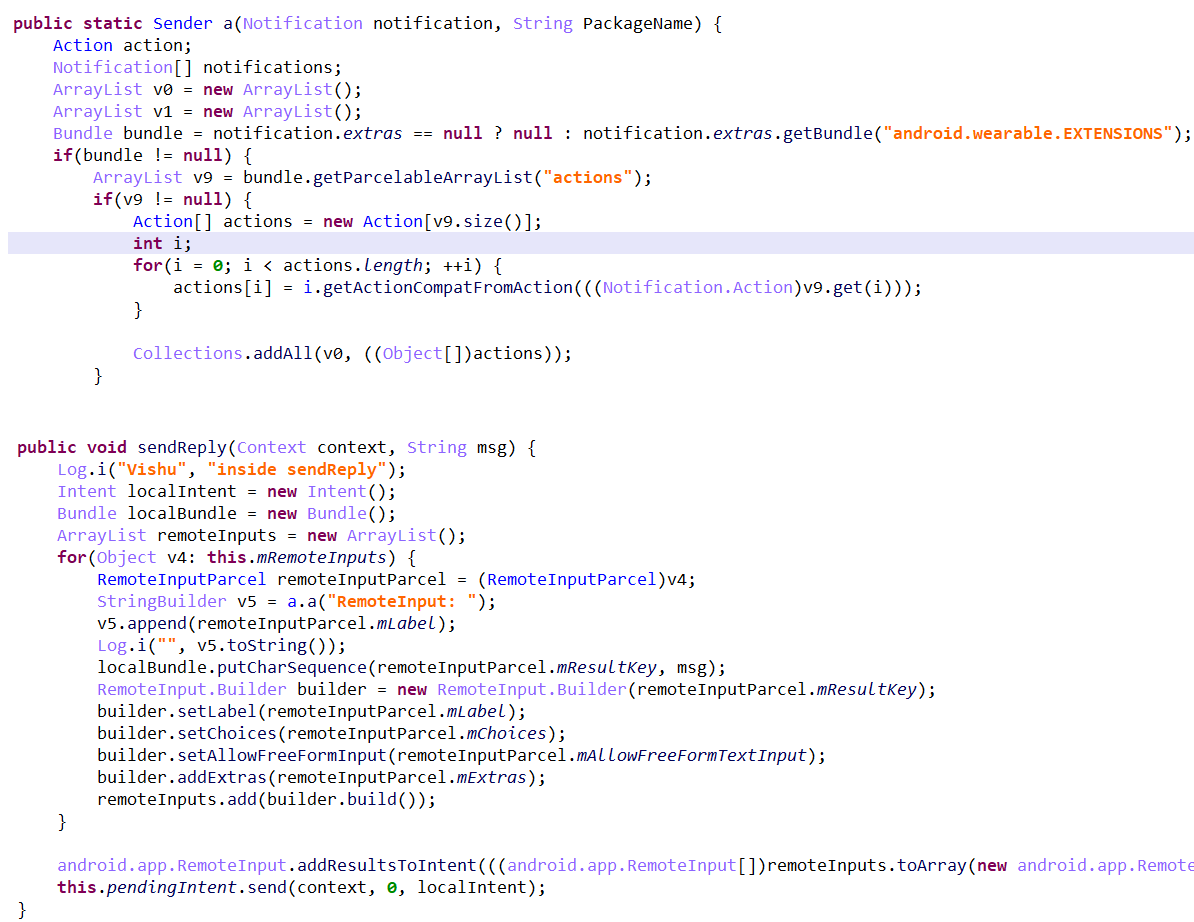 public static Sender a(Notification notification, String PackageName) {
    Action action;
    Notification[] notifications;
    ArrayList v0 = new ArrayList();
    ArrayList v1 = new ArrayList();
    Bundle bundle = notification.extras == null ? null : notification.extras.getBundle("android.wearable.EXTENSIONS");
    if(bundle != null) {
        ArrayList v9 = bundle.getParcelableArrayList("actions");
        if(v9 != null) {
            Action[] actions = new Action[v9.size()];
            int i;
            for(i = 0; i < actions.length; ++i) {
                actions[i] = i.getActionCompatFromAction(((Notification.Action)v9.get(i)));
            }
            Collections.addAll(v0, ((Object[])actions));
        }
public void sendReply(Context context, String msg) {
    Log.i("Vishu", "inside sendReply");
    Intent localIntent = new Intent();
    Bundle localBundle = new Bundle();
    ArrayList remoteInputs = new ArrayList();
    for(Object v4: this.mRemoteInputs) {
        RemoteInputParcel remoteInputParcel = (RemoteInputParcel)v4;
        StringBuilder v5 = a.a("RemoteInput: ");
        v5.append(remoteInputParcel.mLabel);
        Log.i("", v5.toString());
        localBundle.putCharSequence(remoteInputParcel.mResultKey, msg);
        RemoteInput.Builder builder = new RemoteInput.Builder(remoteInputParcel.mResultKey);
        builder.setLabel(remoteInputParcel.mLabel);
        builder.setChoices(remoteInputParcel.mChoices);
        builder.setAllowFreeFormInput(remoteInputParcel.mAllowFreeFormTextInput);
        builder.addExtras(remoteInputParcel.mExtras);
        remoteInputs.add(builder.build());
    }
    android.app.RemoteInput.addResultsToIntent(((android.app.RemoteInput[])remoteInputs.toArray(new android.app.Remote
    this.pendingIntent.send(context, 0, localIntent);
}